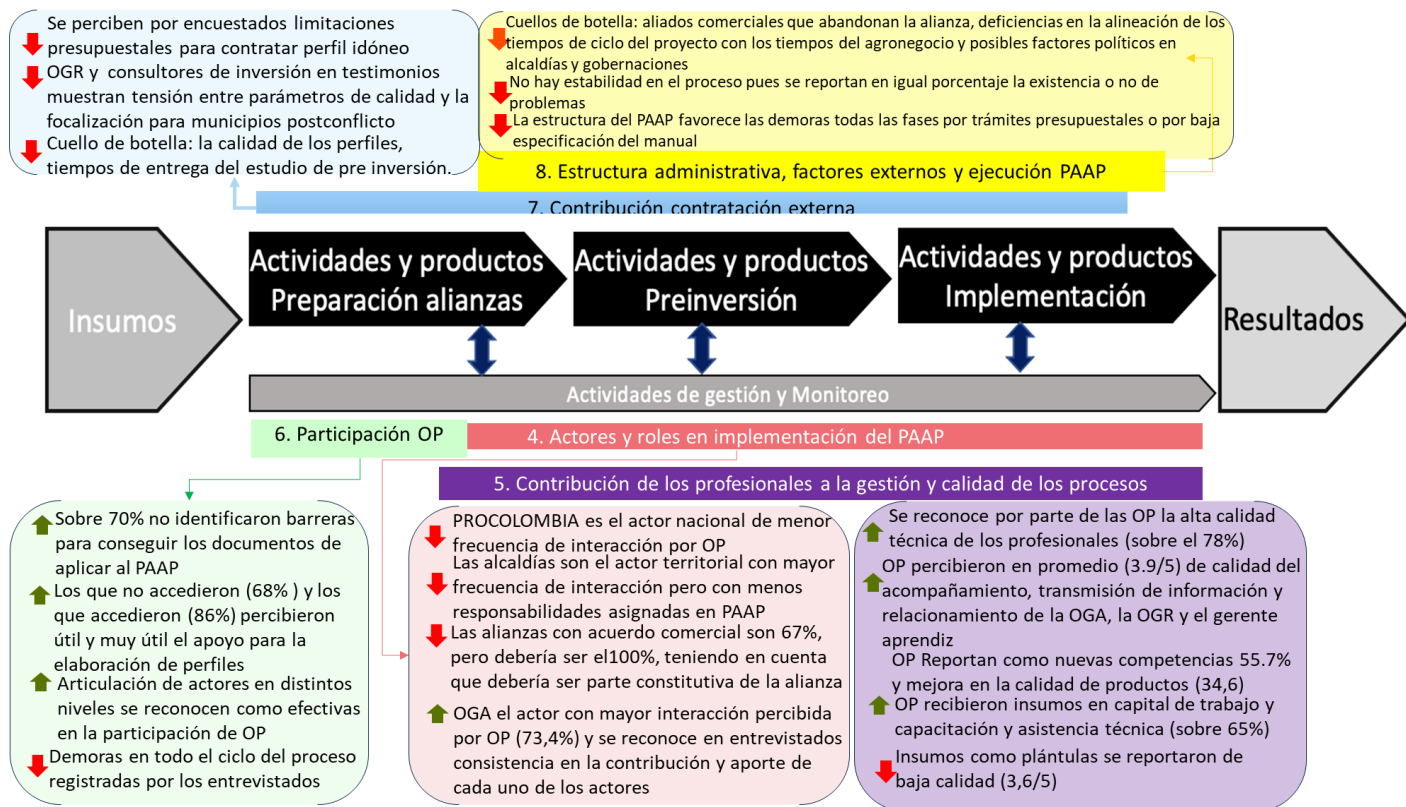 Se perciben por encuestados limitaciones
presupuestales para contratar perfil idóneo
OGR y consultores de inversión en testimonios
muestran tensión entre parámetros de calidad y la
focalización para municipios postconflicto
Cuello de botella: la calidad de los perfiles,
tiempos de entrega del estudio de pre inversión.
Cuellos de botella: aliados comerciales que abandonan la alianza, deficiencias en la alineación de los
tiempos de ciclo del proyecto con los tiempos del agronegocio y posibles factores políticos en
alcaldías y gobernaciones
No hay estabilidad en el proceso pues se reportan en igual porcentaje la existencia o no de
problemas
La estructura del PAAP favorece las demoras todas las fases por trámites presupuestales o por baja
especificación del manual
8. Estructura administrativa, factores externos y ejecución PAAP
7. Contribución contratación externa
Insumos
Actividades y productos
Preparación alianzas
Actividades y productos
Preinversión
Actividades y productos
Implementación
Resultados
Actividades de gestión y Monitoreo
6. Participación OP
4. Actores y roles en implementación del PAAP
5. Contribución de los profesionales a la gestión y calidad de los procesos
Sobre 70% no identificaron barreras
para conseguir los documentos de
aplicar al PAAP
Los que no accedieron (68% ) y los
que accedieron (86%) percibieron
útil y muy útil el apoyo para la
elaboración de perfiles
Articulación de actores en distintos
niveles se reconocen como efectivas
en la participación de OP
Demoras en todo el ciclo del proceso
registradas por los entrevistados
PROCOLOMBIA es el actor nacional de menor
frecuencia de interacción por OP
Las alcaldías son el actor territorial con mayor
frecuencia de interacción pero con menos
responsabilidades asignadas en PAAP
Las alianzas con acuerdo comercial son 67%,
pero debería ser el100%, teniendo en cuenta
que debería ser parte constitutiva de la alianza
OGA el actor con mayor interacción percibida
por OP (73,4%) y se reconoce en entrevistados
consistencia en la contribución y aporte de
cada uno de los actores
Se reconoce por parte de las OP la alta calidad
técnica de los profesionales (sobre el 78%)
OP percibieron en promedio (3.9/5) de calidad del
acompañamiento, transmisión de información y
relacionamiento de la OGA, la OGR y el gerente
aprendiz
OP Reportan como nuevas competencias 55.7%
y mejora en la calidad de productos (34,6)
OP recibieron insumos en capital de trabajo y
capacitación y asistencia técnica (sobre 65%)
Insumos como plántulas se reportaron de
baja calidad (3,6/5)